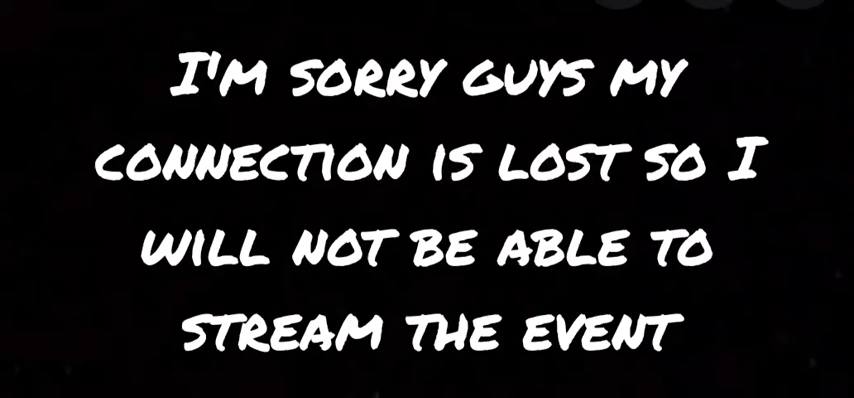 I'M SORRY GUYS MY
CONNECTION IS LOST SO I
WILL NOT BE ABLE TO
STREAM THE EVENT